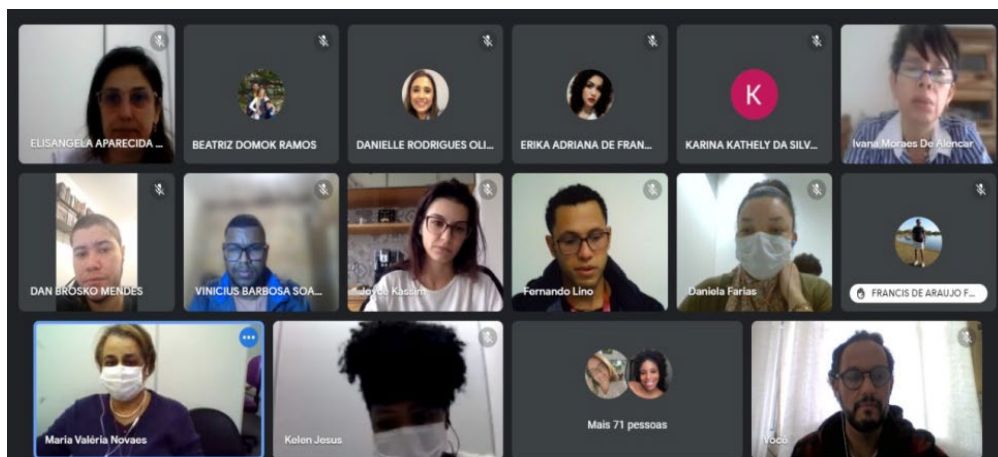 ELISANGELA APARECIDA ...
BEATRIZ DOMOK RAMOS
DANIELLE RODRIGUES OLI...
ERIKA ADRIANA DE FRAN...
K
KARINA KATHELY DA SILV...
Ivana Moraes De Alencar
DAN BROSKO MENDES
VINICIUS BARBOSA SOA...
Joyce Kassim
Fernando Lino
Daniela Farias
FRANCIS DE ARAUJO F...
Maria Valéria Novaes
Kelen Jesus
Mais 71 pessoas
Você